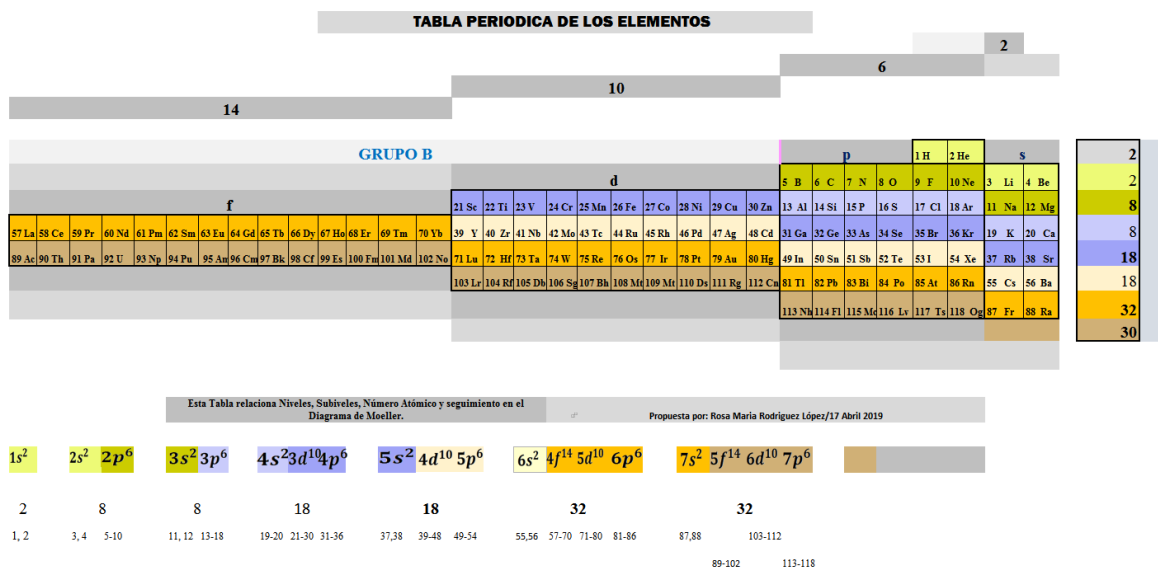 TABLA PERIODICA DE LOS ELEMENTOS
2
6
10
14
GRUPO B p 1 H 2 He s 2
d 5 B 6 C 7 N 8 O 9 F 10 Ne 3 Li 4 Be 2
f 21 Sc 22 Ti 23 V 24 Cr 25 Mn 26 Fe 27 Co 28 Ni 29 Cu 30 Zn 13 Al 14 Si 15 P 16 S 17 Cl 18 Ar 11 Na 12 Mg 8
57 La 58 Ce 59 Pr 60 Nd 61 Pm 62 Sm 63 Eu 64 Gd 65 Tb 66 Dy 67 Ho 68 Er 69 Tm 70 Yb 39 Y 40 Zr 41 Nb 42 Mo 43 Tc 44 Ru 45 Rh 46 Pd 47 Ag 48 Cd 31 Ga 32 Ge 33 As 34 Se 35 Br 36 Kr 19 K 20 Ca 8
89 Ac 90 Th 91 Pa 92 U 93 Np 94 Pu 95 Am 96 Cm 97 Bk 98 Cf 99 Es 100 Fm 101 Md 102 No 71 Lu 72 Hf 73 Ta 74 W 75 Re 76 Os 77 Ir 78 Pt 79 Au 80 Hg 49 In 50 Sn 51 Sb 52 Te 53 I 54 Xe 37 Rb 38 Sr 18
103 Lr 104 Rf 105 Db 106 Sg 107 Bh 108 Mt 109 Mt 110 Ds 111 Rg 112 Cn 81 Tl 82 Pb 83 Bi 84 Po 85 At 86 Rn 55 Cs 56 Ba 18
113 Nh 114 Fl 115 Mc 116 Lv 117 Ts 118 Og 87 Fr 88 Ra 32
30
Esta Tabla relaciona Niveles, Subiveles, Número Atómico y seguimiento en el
Diagrama de Moeller.
Propuesta por: Rosa Maria Rodriguez López/17 Abril 2019
1s² 2s² 2p⁶ 3s² 3p⁶ 4s² 3d¹⁰ 4p⁶ 5s² 4d¹⁰ 5p⁶ 6s² 4f¹⁴ 5d¹⁰ 6p⁶ 7s² 5f¹⁴ 6d¹⁰ 7p⁶
2 8 8 18 18 32 32
1, 2 3, 4 5-10 11, 12 13-18 19-20 21-30 31-36 37,38 39-48 49-54 55,56 57-70 71-80 81-86 87,88 103-112
89-102 113-118